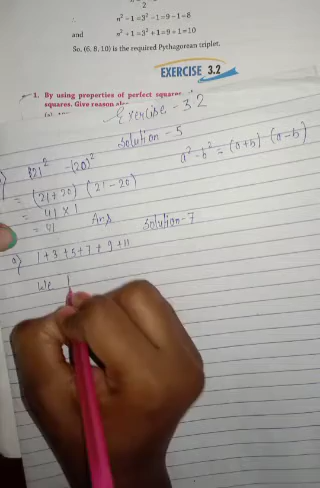 2
∴ n² − 1 = 3² − 1 = 9 − 1 = 8
and n² + 1 = 3² + 1 = 9 + 1 = 10
So, (6, 8, 10) is the required Pythagorean triplet.
EXERCISE 3.2
1. By using properties of perfect
squares. Give reason
Exercise - 3.2
Solution - 5
(21)² - (20)² a² - b² = (a+b) (a-b)
= (21+20) (21-20)
= 41 × 1
= 41 Ans
Solution-7
a) 1+3+5+7+9+11
We